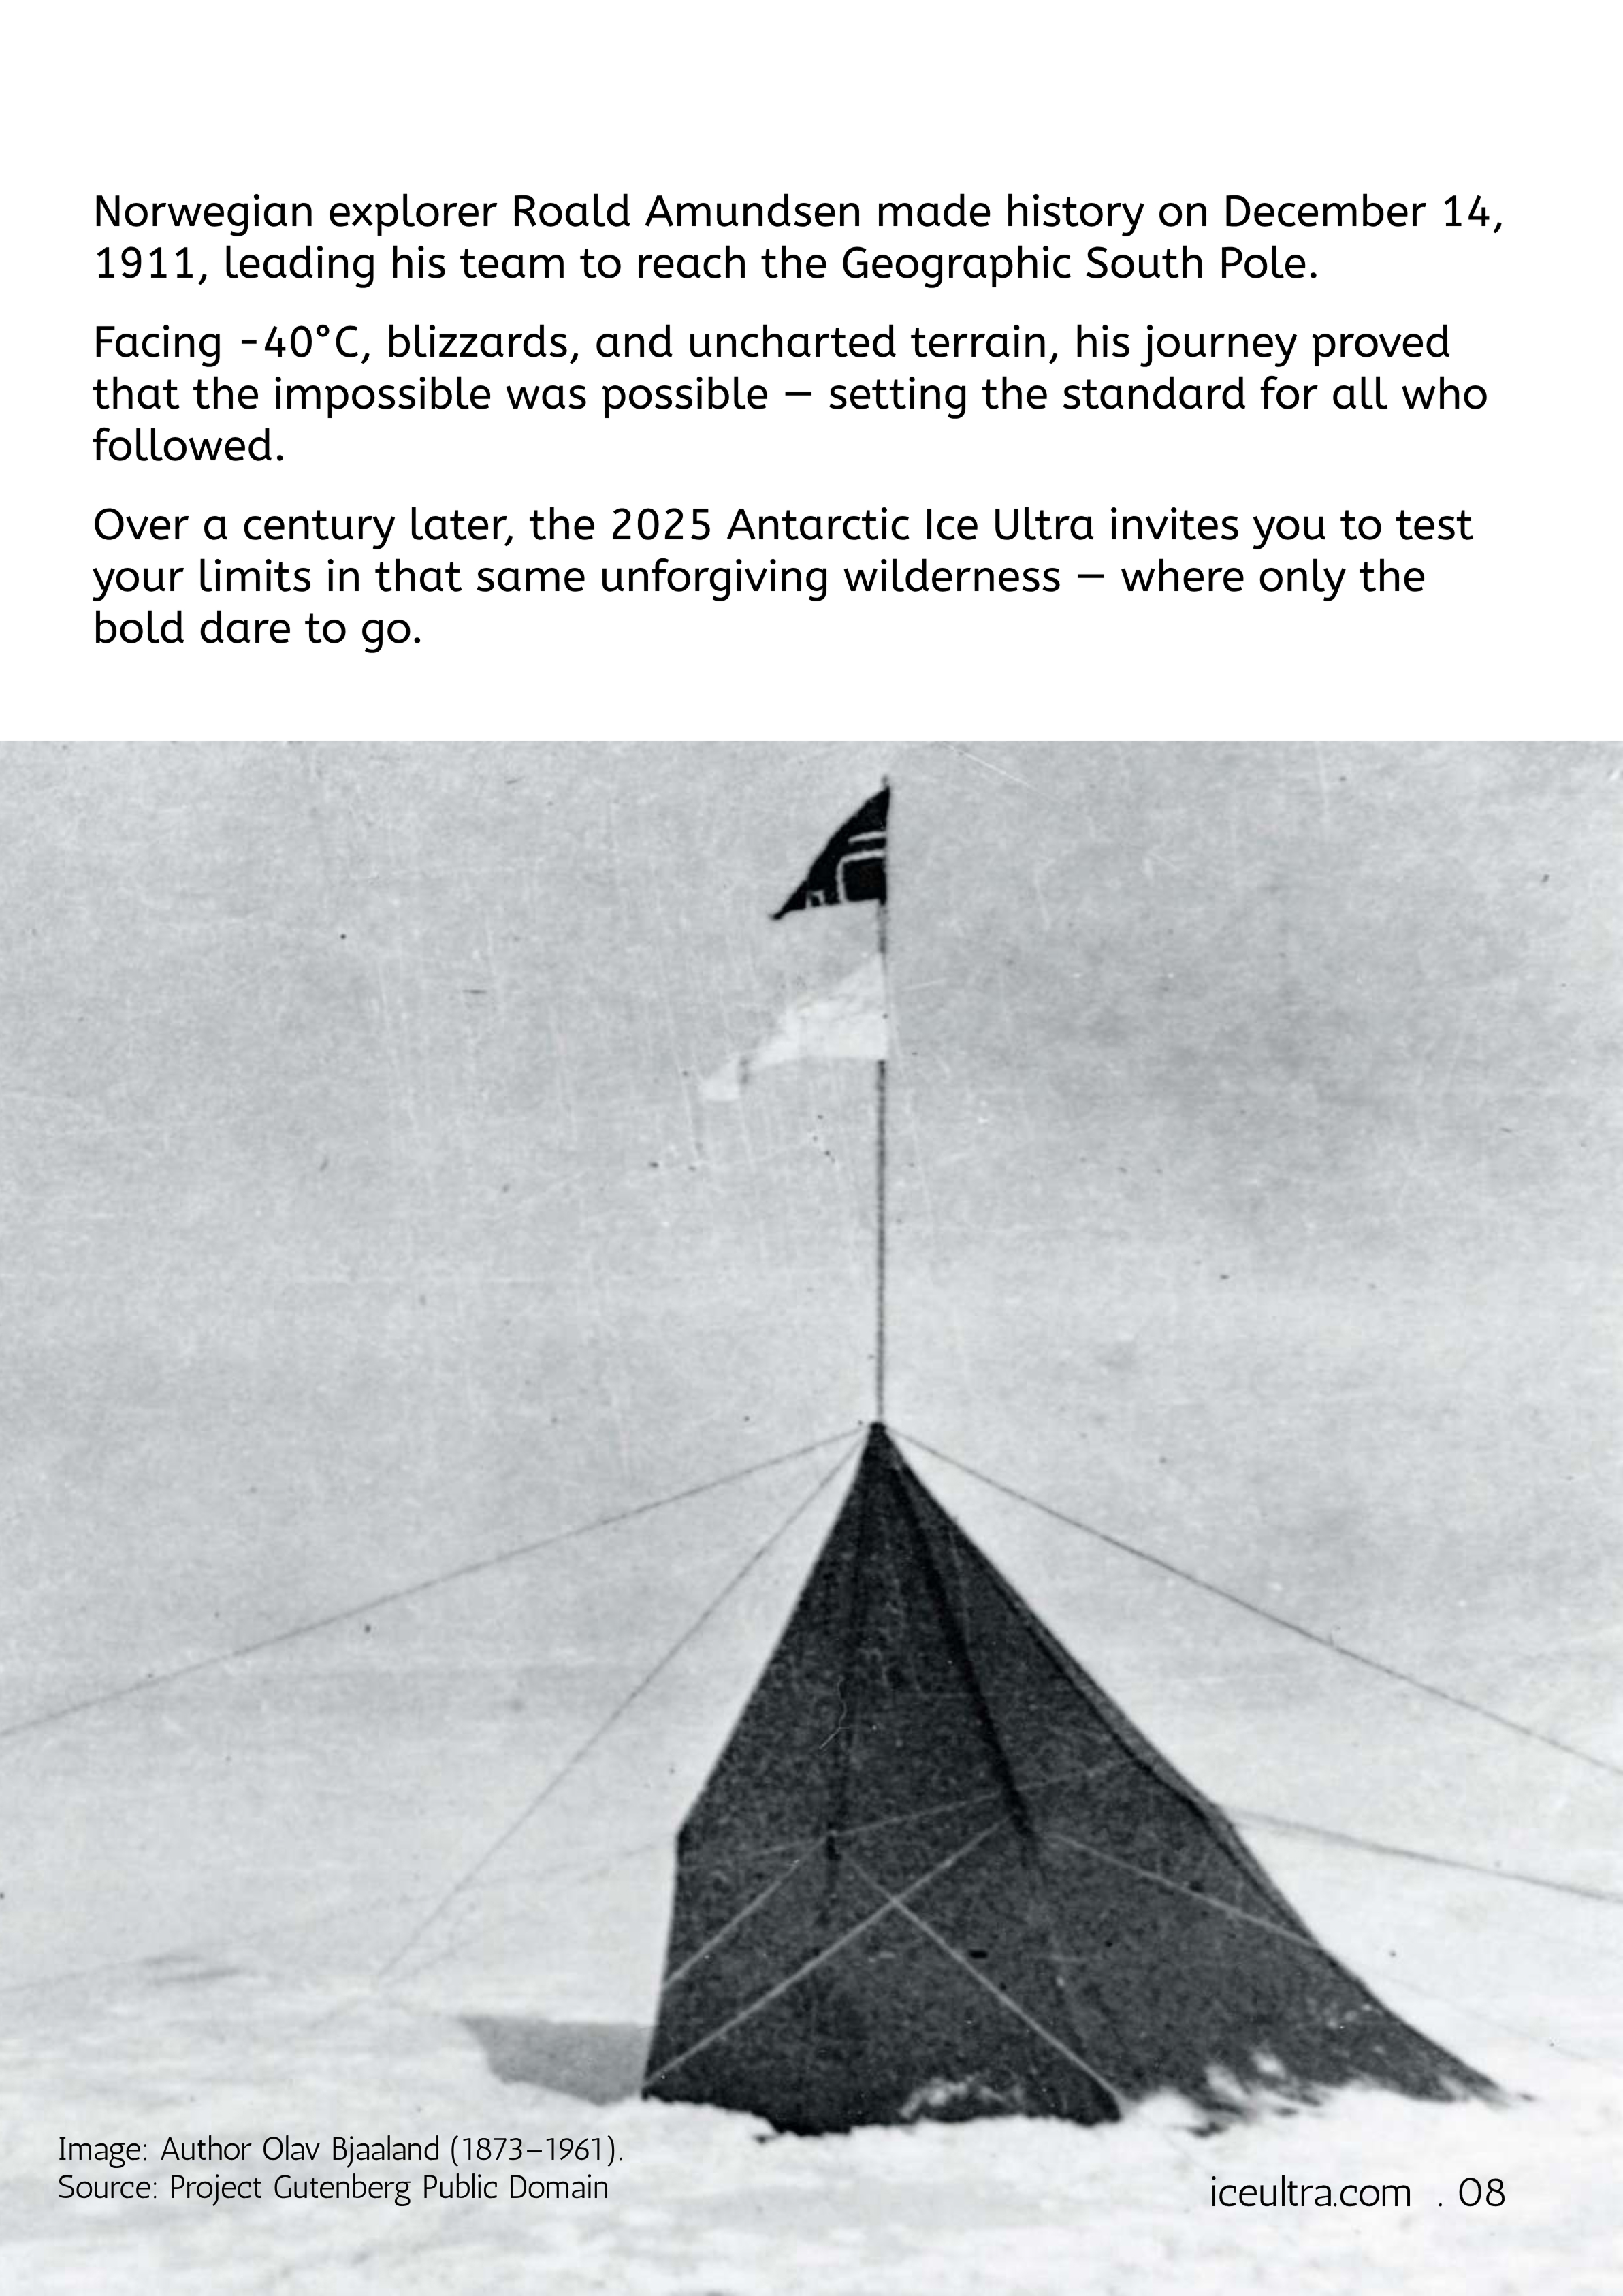 Norwegian explorer Roald Amundsen made history on December 14,
1911, leading his team to reach the Geographic South Pole.
Facing -40°C, blizzards, and uncharted terrain, his journey proved
that the impossible was possible — setting the standard for all who
followed.
Over a century later, the 2025 Antarctic Ice Ultra invites you to test
your limits in that same unforgiving wilderness — where only the
bold dare to go.
Image: Author Olav Bjaaland (1873–1961).
Source: Project Gutenberg Public Domain
iceultra.com . 08